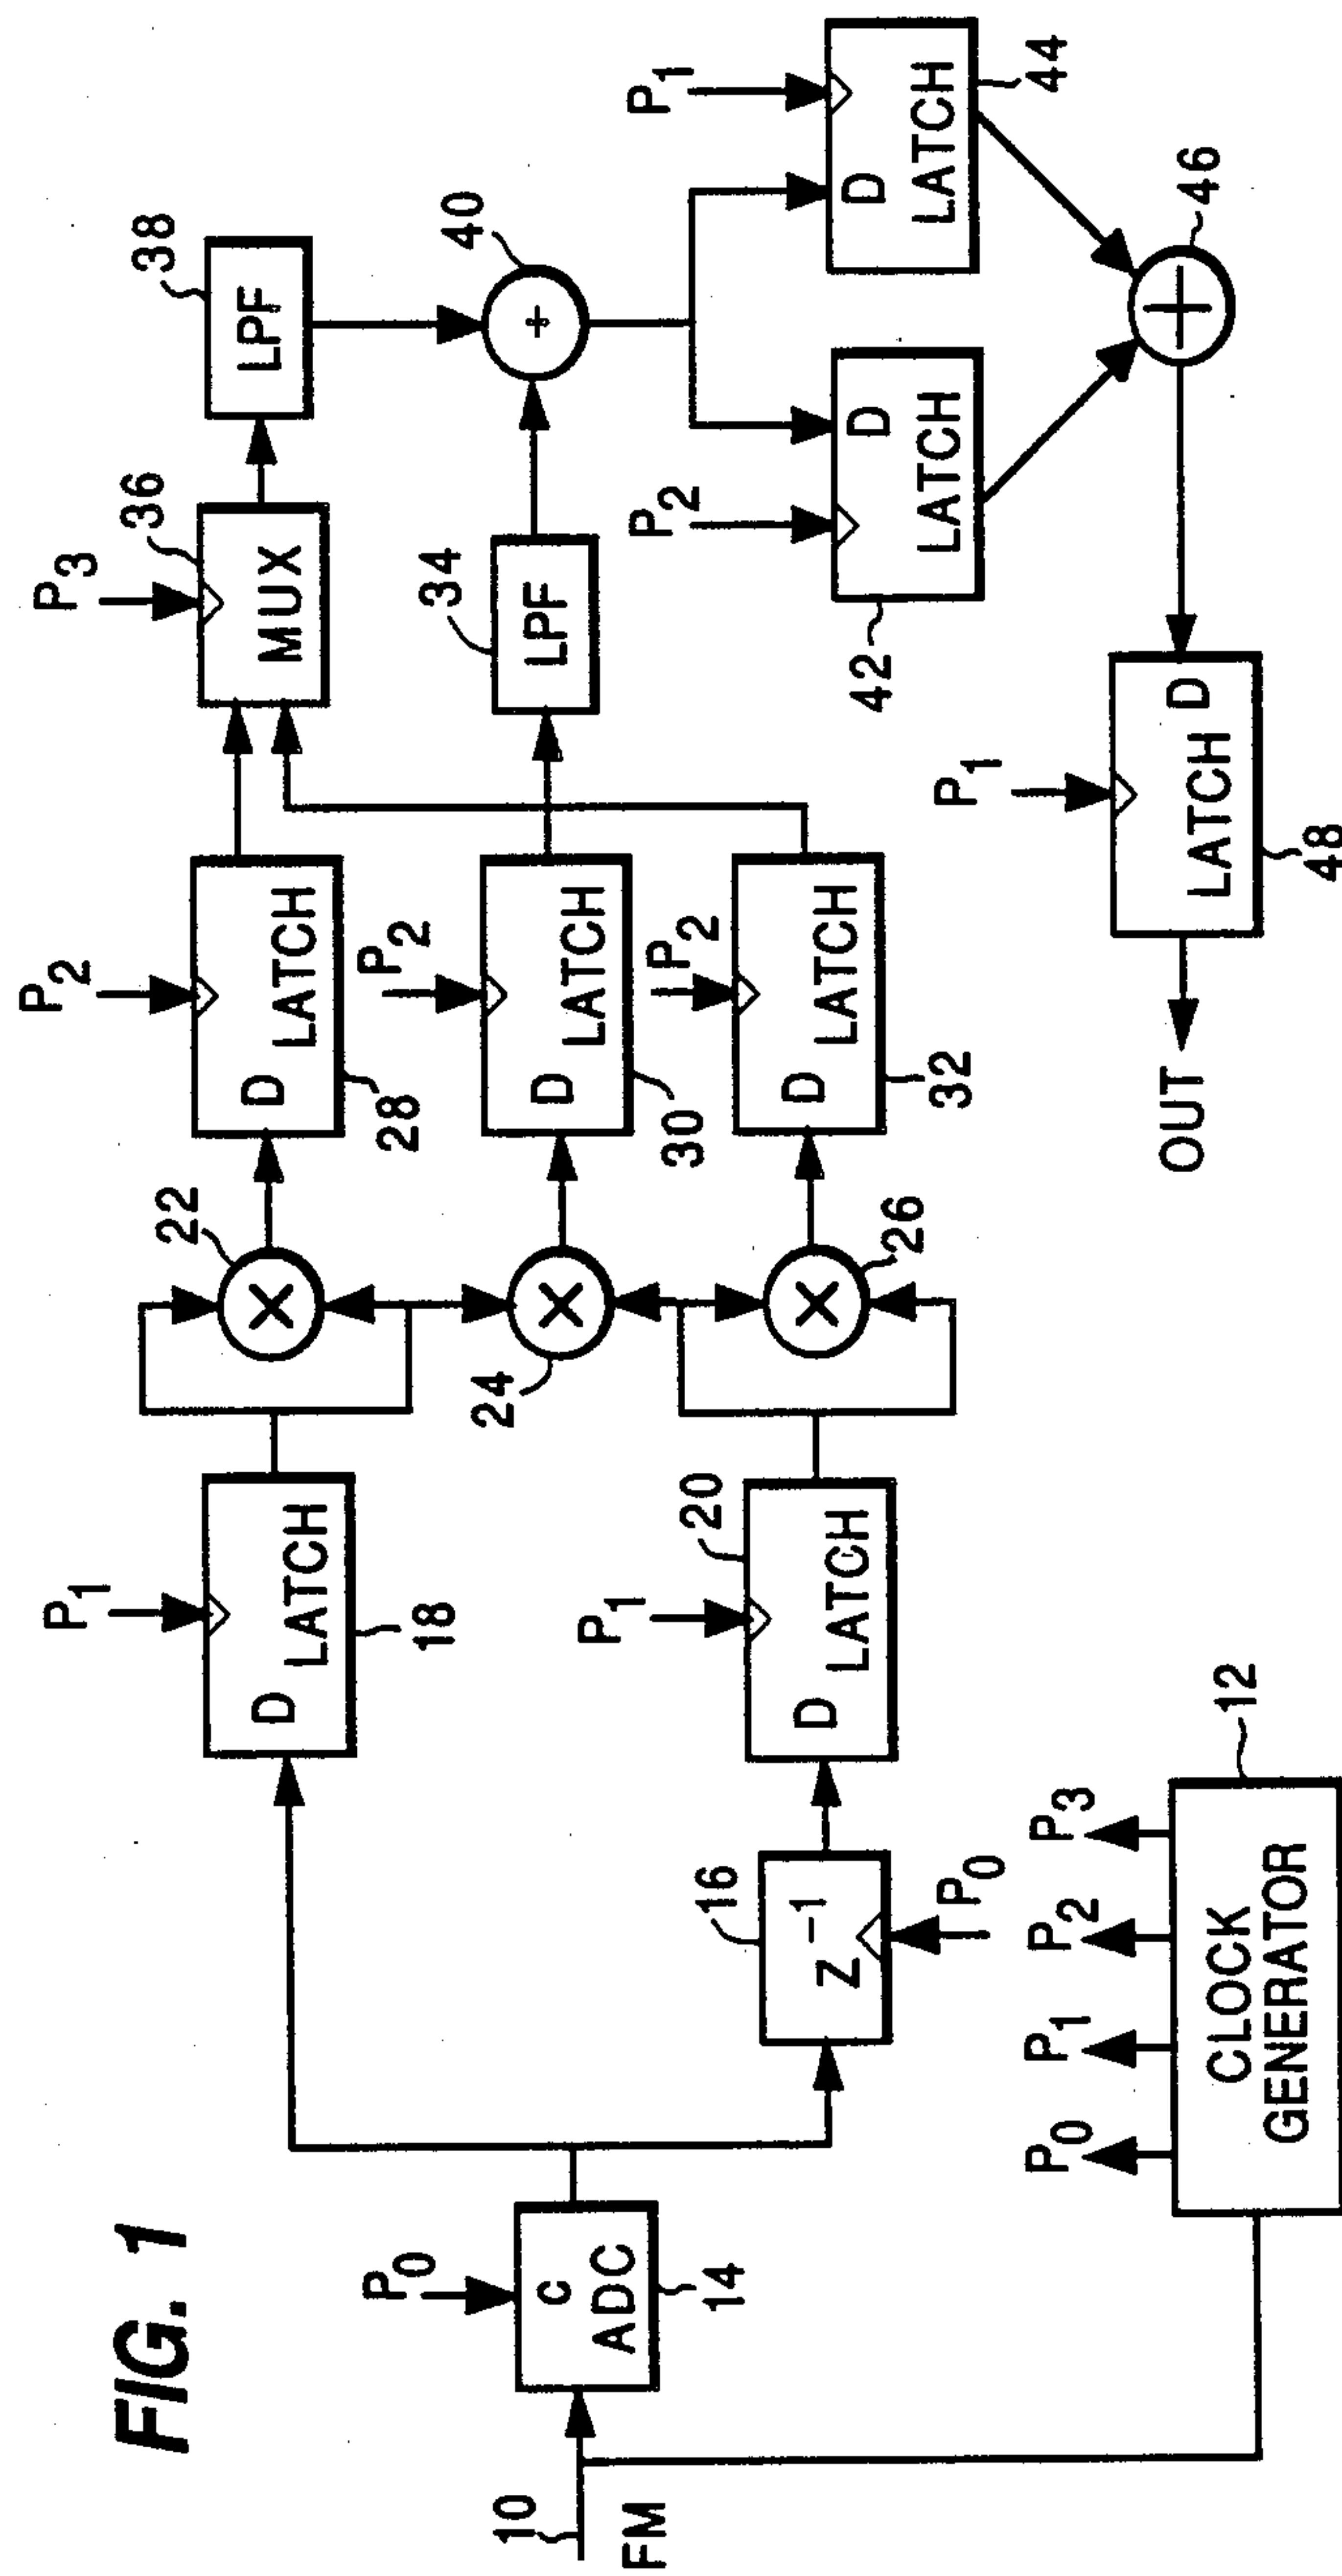 FIG. 1
10
FM
P0
C
ADC
14
P1
D
LATCH
18
16
Z-1
P0
P1
20
D
LATCH
22
×
24
×
26
×
P2
D
LATCH
28
P2
D
LATCH
30
P2
D
LATCH
32
P3
36
MUX
38
LPF
34
LPF
40
+
P2
D
LATCH
42
P1
D
LATCH
44
46
+
P1
D
LATCH
48
OUT
P0
P1
P2
P3
12
CLOCK
GENERATOR